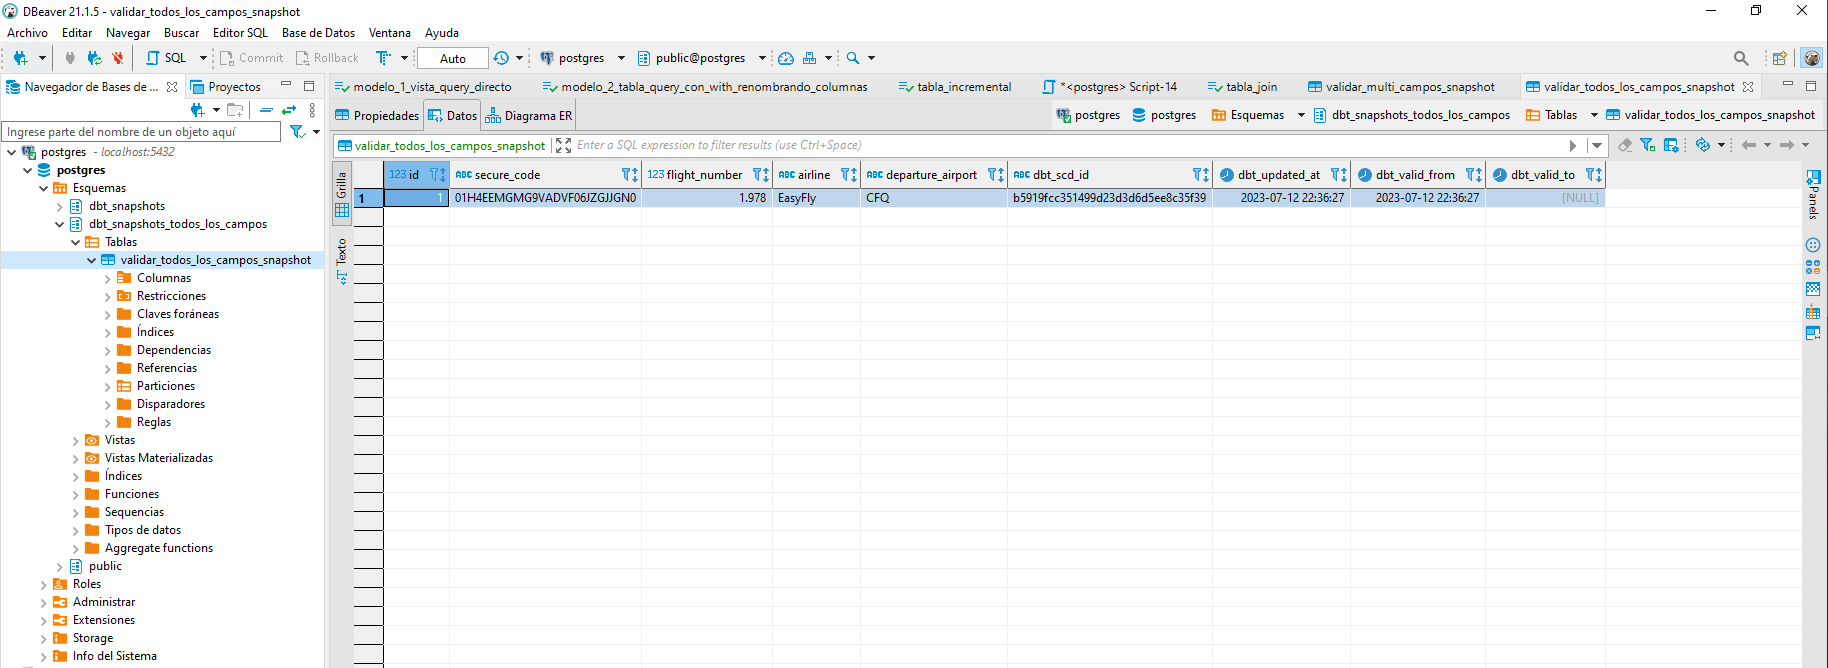 DBeaver 21.1.5 - validar_todos_los_campos_snapshot
Archivo Editar Navegar Buscar Editor SQL Base de Datos Ventana Ayuda
SQL Commit Rollback Auto postgres public@postgres
Navegador de Bases de ... Proyectos
modelo_1_vista_query_directo modelo_2_tabla_query_con_with_renombrando_columnas tabla_incremental *<postgres> Script-14 tabla_join validar_multi_campos_snapshot validar_todos_los_campos_snapshot
Propiedades Datos Diagrama ER
postgres postgres Esquemas dbt_snapshots_todos_los_campos Tablas validar_todos_los_campos_snapshot
Ingrese parte del nombre de un objeto aquí
validar_todos_los_campos_snapshot Enter a SQL expression to filter results (use Ctrl+Space)
postgres - localhost:5432
postgres
Esquemas
dbt_snapshots
dbt_snapshots_todos_los_campos
Tablas
validar_todos_los_campos_snapshot
Columnas
Restricciones
Claves foráneas
Índices
Dependencias
Referencias
Particiones
Disparadores
Reglas
Vistas
Vistas Materializadas
Índices
Funciones
Sequencias
Tipos de datos
Aggregate functions
public
Roles
Administrar
Extensiones
Storage
Info del Sistema
Grilla
Texto
123 id ABC secure_code 123 flight_number ABC airline ABC departure_airport ABC dbt_scd_id dbt_updated_at dbt_valid_from dbt_valid_to
1 1 01H4EEMGMG9VADVF06JZGJJGN0 1.978 EasyFly CFQ b5919fcc351499d23d3d6d5ee8c35f39 2023-07-12 22:36:27 2023-07-12 22:36:27 [NULL]
Panels